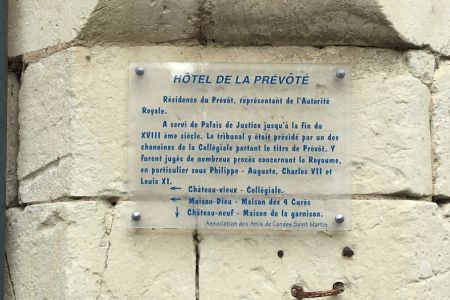 HÔTEL DE LA PRÉVÔTÉ
Résidence du Prévôt, représentant de l'Autorité
Royale.
A servi de Palais de Justice jusqu'à la fin du
XVIII ème siècle. Le tribunal y était présidé par un des
chanoines de la Collégiale portant le titre de Prévôt. Y
furent jugés de nombreux procès concernant le Royaume,
en particulier sous Philippe - Auguste, Charles VII et
Louis XI.
← Château-vieux - Collégiale.
← Maison-Dieu - Maison des 4 Curés
↓ Château-neuf - Maison de la garnison.
Association des Amis de Candes Saint Martin